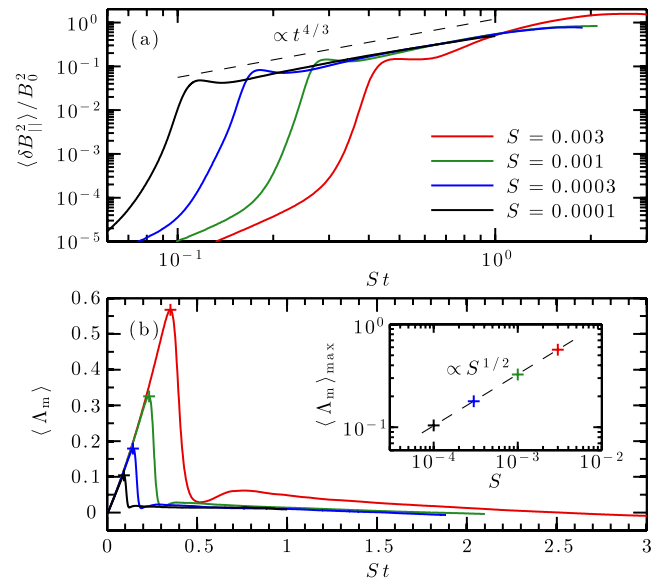 10^0
10^{-1}
10^{-2}
10^{-3}
10^{-4}
10^{-5}
⟨δB_{||}^2⟩/B_0^2
(a)
∝ t^{4/3}
S = 0.003
S = 0.001
S = 0.0003
S = 0.0001
10^{-1} 10^0
S t
0.6
0.5
0.4
0.3
0.2
0.1
0
⟨Λ_m⟩
(b)
10^0
10^{-1}
⟨Λ_m⟩_{max}
∝ S^{1/2}
10^{-4} 10^{-3} 10^{-2}
S
0 0.5 1 1.5 2 2.5 3
S t